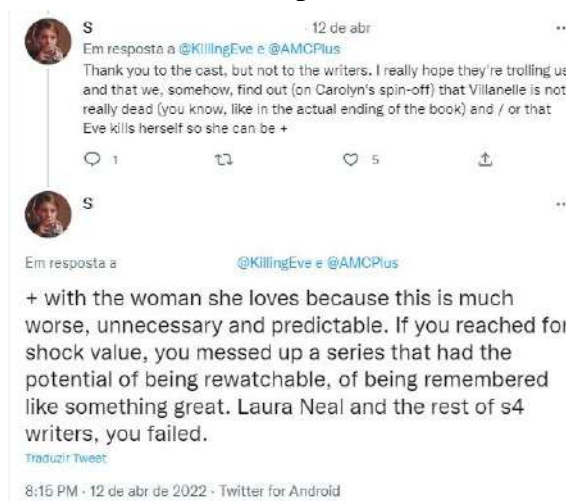 S · 12 de abr ··
Em resposta a @KillingEve e @AMCPlus
Thank you to the cast, but not to the writers. I really hope they're trolling us
and that we, somehow, find out (on Carolyn's spin-off) that Villanelle is not
really dead (you know, like in the actual ending of the book) and / or that
Eve kills herself so she can be +
1 5
S ··
Em resposta a @KillingEve e @AMCPlus
+ with the woman she loves because this is much
worse, unnecessary and predictable. If you reached for
shock value, you messed up a series that had the
potential of being rewatchable, of being remembered
like something great. Laura Neal and the rest of s4
writers, you failed.
Traduzir Tweet
8:15 PM · 12 de abr de 2022 · Twitter for Android